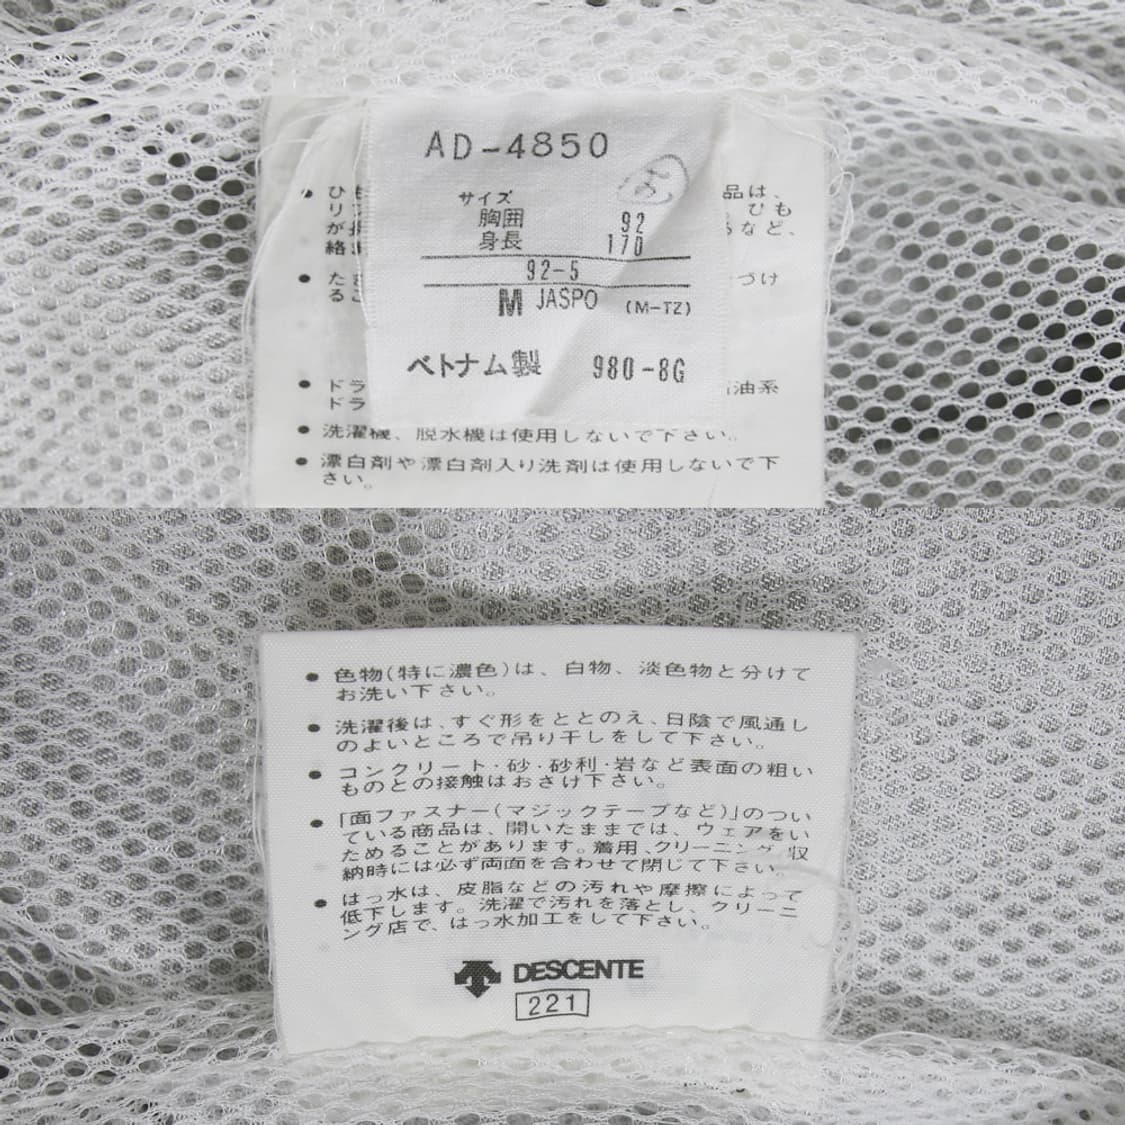 AD-4850
サイズ
胸囲 92
身長 170
92-5
M JASPO (M-TZ)
ベトナム製 980-8G
品は、
り ひも
が など、
絡
● た づけ
るこ
● ドラ 油系
ドラ
● 洗濯機、脱水機は使用しないで下さい。
● 漂白剤や漂白剤入り洗剤は使用しないで下
さい。
● 色物(特に濃色)は、白物、淡色物と分けて
お洗い下さい。
● 洗濯後は、すぐ形をととのえ、日陰で風通し
のよいところで吊り干しをして下さい。
● コンクリート・砂・砂利・岩など表面の粗い
ものとの接触はおさけ下さい。
● 「面ファスナー(マジックテープなど)」のつい
ている商品は、開いたままでは、ウェアをい
ためることがあります。着用、クリーニング、収
納時には必ず両面を合わせて閉じて下さい。
● はっ水は、皮脂などの汚れや摩擦によって
低下します。洗濯で汚れを落とし、クリーニ
ング店で、はっ水加工をして下さい。
DESCENTE
221